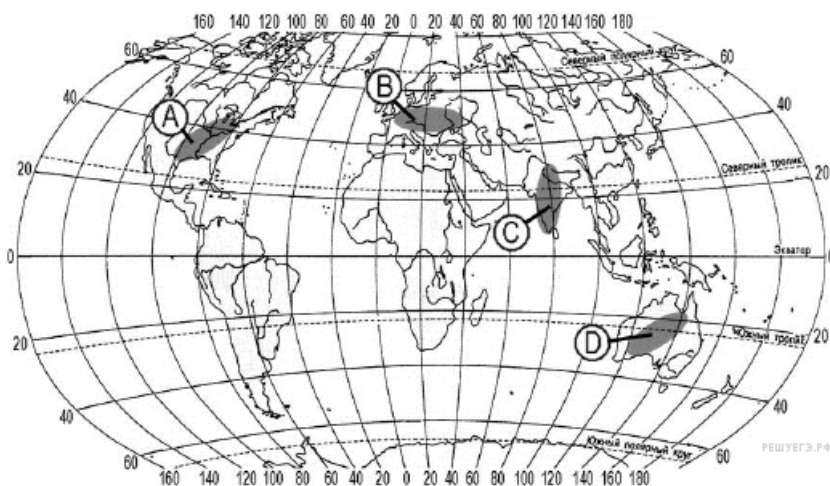 160 140 120 100 80 60 40 20 0 20 40 60 80 100 120 140 160 180
Северный полярный круг
60 60
B
40 40
A
Северный тропик
20 20
C
Экватор
0 0
D
Южный тропик
20 20
40 40
Южный полярный круг
60 60
РЕШУЕГЭ.РФ
160 140 120 100 80 60 40 20 0 20 40 60 80 100 120 140 160 180